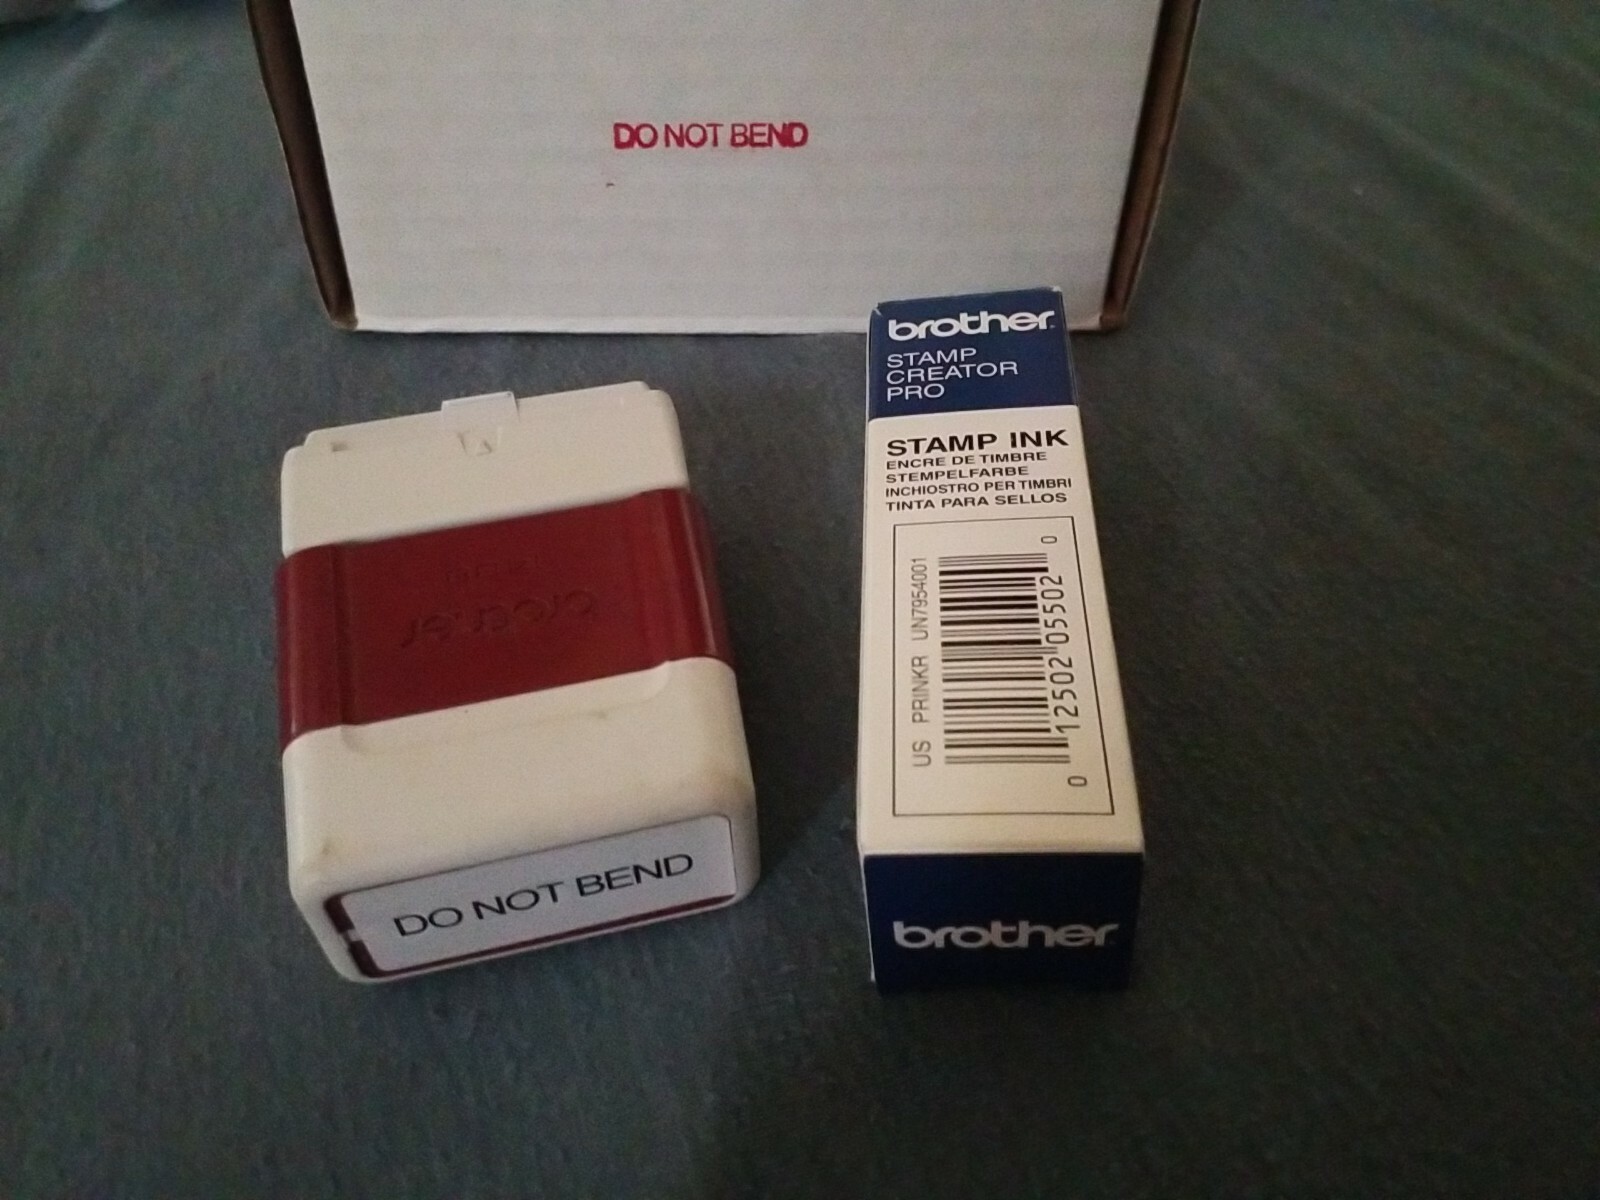 DO NOT BEND
brother
STAMP
CREATOR
PRO
STAMP INK
ENCRE DE TIMBRE
STEMPELFARBE
INCHIOSTRO PER TIMBRI
TINTA PARA SELLOS
US PRINKR UN7954001
0 12502 05502 0
brother
brother
DO NOT BEND